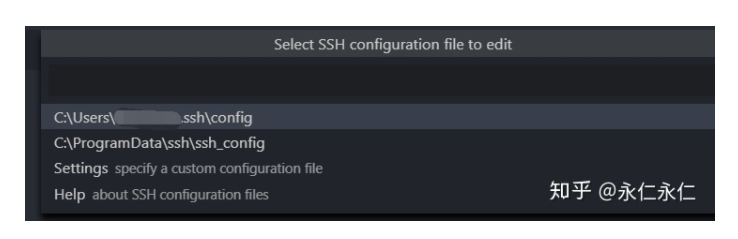 Select SSH configuration file to edit
C:\Users\ .ssh\config
C:\ProgramData\ssh\ssh_config
Settings specify a custom configuration file
Help about SSH configuration files
知乎 @永仁永仁